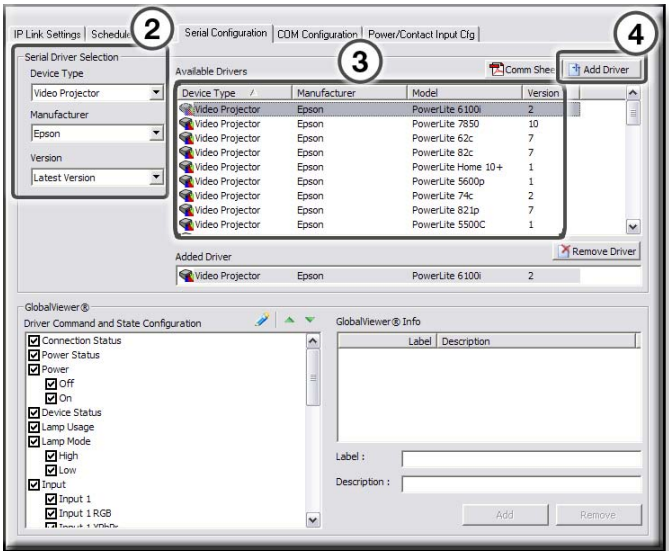 IP Link Settings Schedule 2 Serial Configuration COM Configuration Power/Contact Input Cfg 4
Serial Driver Selection
Device Type
Video Projector
Manufacturer
Epson
Version
Latest Version
3
Available Drivers Comm Shee Add Driver
Device Type Manufacturer Model Version
Video Projector Epson PowerLite 6100i 2
Video Projector Epson PowerLite 7850 10
Video Projector Epson PowerLite 62c 7
Video Projector Epson PowerLite 82c 7
Video Projector Epson PowerLite Home 10+ 1
Video Projector Epson PowerLite 5600p 1
Video Projector Epson PowerLite 74c 2
Video Projector Epson PowerLite 821p 7
Video Projector Epson PowerLite 5500C 1
Remove Driver
Added Driver
Video Projector Epson PowerLite 6100i 2
GlobalViewer®
Driver Command and State Configuration
Connection Status
Power Status
Power
Off
On
Device Status
Lamp Usage
Lamp Mode
High
Low
Input
Input 1
Input 1 RGB
Input 1 YPbPr
GlobalViewer® Info
Label Description
Label :
Description :
Add Remove